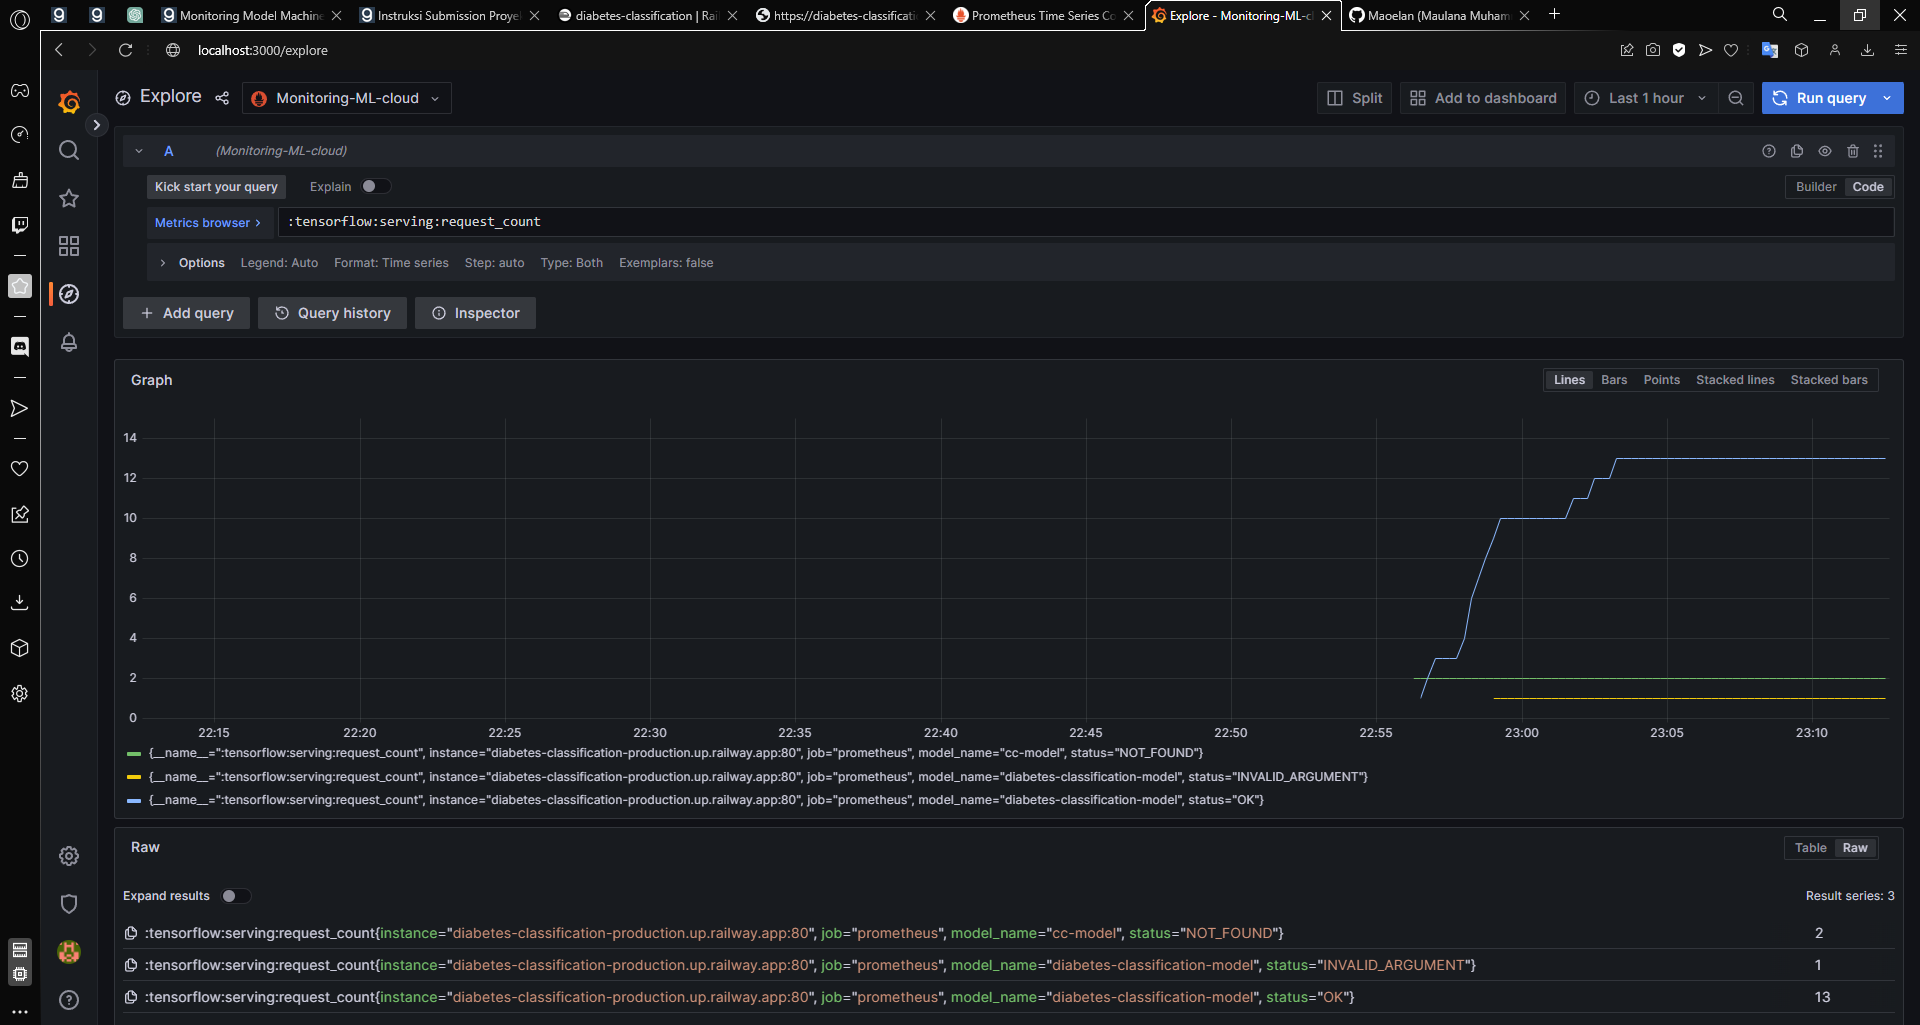 Monitoring Model Machine
Instruksi Submission Proye
diabetes-classification | Rai
https://diabetes-classificati
Prometheus Time Series Co
Explore - Monitoring-ML-cl
Maoelan (Maulana Muham
localhost:3000/explore
Explore
Monitoring-ML-cloud
Split
Add to dashboard
Last 1 hour
Run query
A
(Monitoring-ML-cloud)
Kick start your query
Explain
Builder
Code
Metrics browser >
:tensorflow:serving:request_count
Options
Legend: Auto
Format: Time series
Step: auto
Type: Both
Exemplars: false
+ Add query
Query history
Inspector
Graph
Lines
Bars
Points
Stacked lines
Stacked bars
14
12
10
8
6
4
2
0
22:15
22:20
22:25
22:30
22:35
22:40
22:45
22:50
22:55
23:00
23:05
23:10
{__name__=":tensorflow:serving:request_count", instance="diabetes-classification-production.up.railway.app:80", job="prometheus", model_name="cc-model", status="NOT_FOUND"}
{__name__=":tensorflow:serving:request_count", instance="diabetes-classification-production.up.railway.app:80", job="prometheus", model_name="diabetes-classification-model", status="INVALID_ARGUMENT"}
{__name__=":tensorflow:serving:request_count", instance="diabetes-classification-production.up.railway.app:80", job="prometheus", model_name="diabetes-classification-model", status="OK"}
Raw
Table
Raw
Expand results
Result series: 3
:tensorflow:serving:request_count{instance="diabetes-classification-production.up.railway.app:80", job="prometheus", model_name="cc-model", status="NOT_FOUND"} 2
:tensorflow:serving:request_count{instance="diabetes-classification-production.up.railway.app:80", job="prometheus", model_name="diabetes-classification-model", status="INVALID_ARGUMENT"} 1
:tensorflow:serving:request_count{instance="diabetes-classification-production.up.railway.app:80", job="prometheus", model_name="diabetes-classification-model", status="OK"} 13